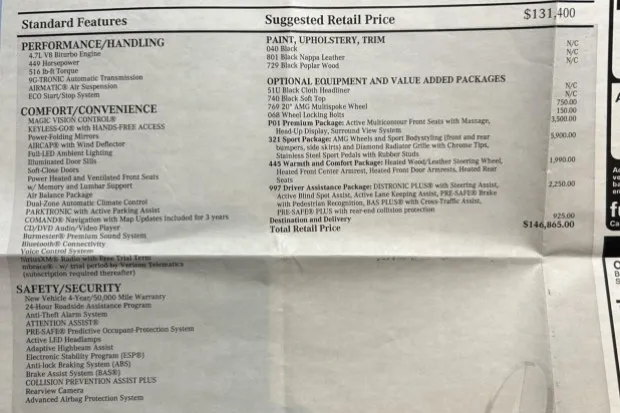 Standard Features
Suggested Retail Price $131,400
PERFORMANCE/HANDLING
4.7L V8 Biturbo Engine
449 Horsepower
516 lb-ft Torque
9G-TRONIC Automatic Transmission
AIRMATIC® Air Suspension
ECO Start/Stop System
COMFORT/CONVENIENCE
MAGIC VISION CONTROL®
KEYLESS-GO® with HANDS-FREE ACCESS
Power-Folding Mirrors
AIRCAP® with Wind Deflector
Full-LED Ambient Lighting
Illuminated Door Sills
Soft-Close Doors
Power Heated and Ventilated Front Seats
w/ Memory and Lumbar Support
Air Balance Package
Dual-Zone Automatic Climate Control
PARKTRONIC with Active Parking Assist
COMAND® Navigation with Map Updates Included for 3 years
CD/DVD Audio/Video Player
Burmester® Premium Sound System
Bluetooth® Connectivity
Voice Control System
SiriusXM® Radio with Free Trial Term
mbrace® - w/ trial period by Verizon Telematics
(subscription required thereafter)
SAFETY/SECURITY
New Vehicle 4-Year/50,000 Mile Warranty
24-Hour Roadside Assistance Program
Anti-Theft Alarm System
ATTENTION ASSIST®
PRE-SAFE® Predictive Occupant-Protection System
Active LED Headlamps
Adaptive Highbeam Assist
Electronic Stability Program (ESP®)
Anti-lock Braking System (ABS)
Brake Assist System (BAS®)
COLLISION PREVENTION ASSIST PLUS
Rearview Camera
Advanced Airbag Protection System
PAINT, UPHOLSTERY, TRIM
040 Black N/C
801 Black Nappa Leather N/C
729 Black Poplar Wood N/C
OPTIONAL EQUIPMENT AND VALUE ADDED PACKAGES
51U Black Cloth Headliner N/C
740 Black Soft Top N/C
769 20" AMG Multispoke Wheel 750.00
068 Wheel Locking Bolts 150.00
P01 Premium Package: Active Multicontour Front Seats with Massage, 3,500.00
Head-Up Display, Surround View System
321 Sport Package: AMG Wheels and Sport Bodystyling (front and rear 5,900.00
bumpers, side skirts) and Diamond Radiator Grille with Chrome Tips,
Stainless Steel Sport Pedals with Rubber Studs
445 Warmth and Comfort Package: Heated Wood/Leather Steering Wheel, 1,990.00
Heated Front Center Armrest, Heated Front Door Armrests, Heated Rear
Seats
997 Driver Assistance Package: DISTRONIC PLUS® with Steering Assist, 2,250.00
Active Blind Spot Assist, Active Lane Keeping Assist, PRE-SAFE® Brake
with Pedestrian Recognition, BAS PLUS® with Cross-Traffic Assist,
PRE-SAFE® PLUS with rear-end collision protection
Destination and Delivery 925.00
Total Retail Price $146,865.00